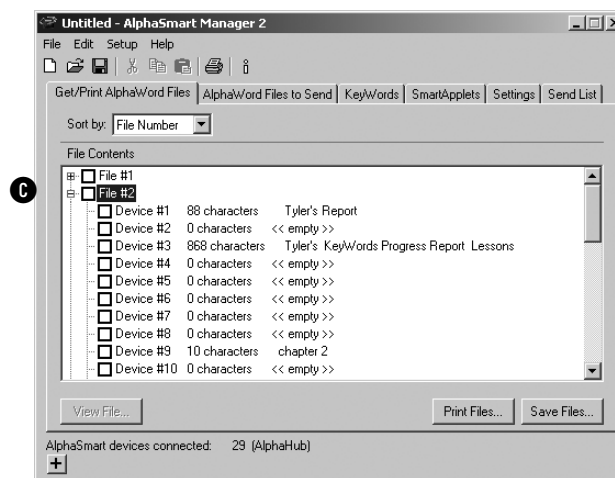 Untitled - AlphaSmart Manager 2
File Edit Setup Help
Get/Print AlphaWord Files AlphaWord Files to Send KeyWords SmartApplets Settings Send List
Sort by: File Number
File Contents
File #1
C File #2
Device #1 88 characters Tyler's Report
Device #2 0 characters << empty >>
Device #3 868 characters Tyler's KeyWords Progress Report Lessons
Device #4 0 characters << empty >>
Device #5 0 characters << empty >>
Device #6 0 characters << empty >>
Device #7 0 characters << empty >>
Device #8 0 characters << empty >>
Device #9 10 characters chapter 2
Device #10 0 characters << empty >>
View File... Print Files... Save Files...
AlphaSmart devices connected: 29 (AlphaHub)